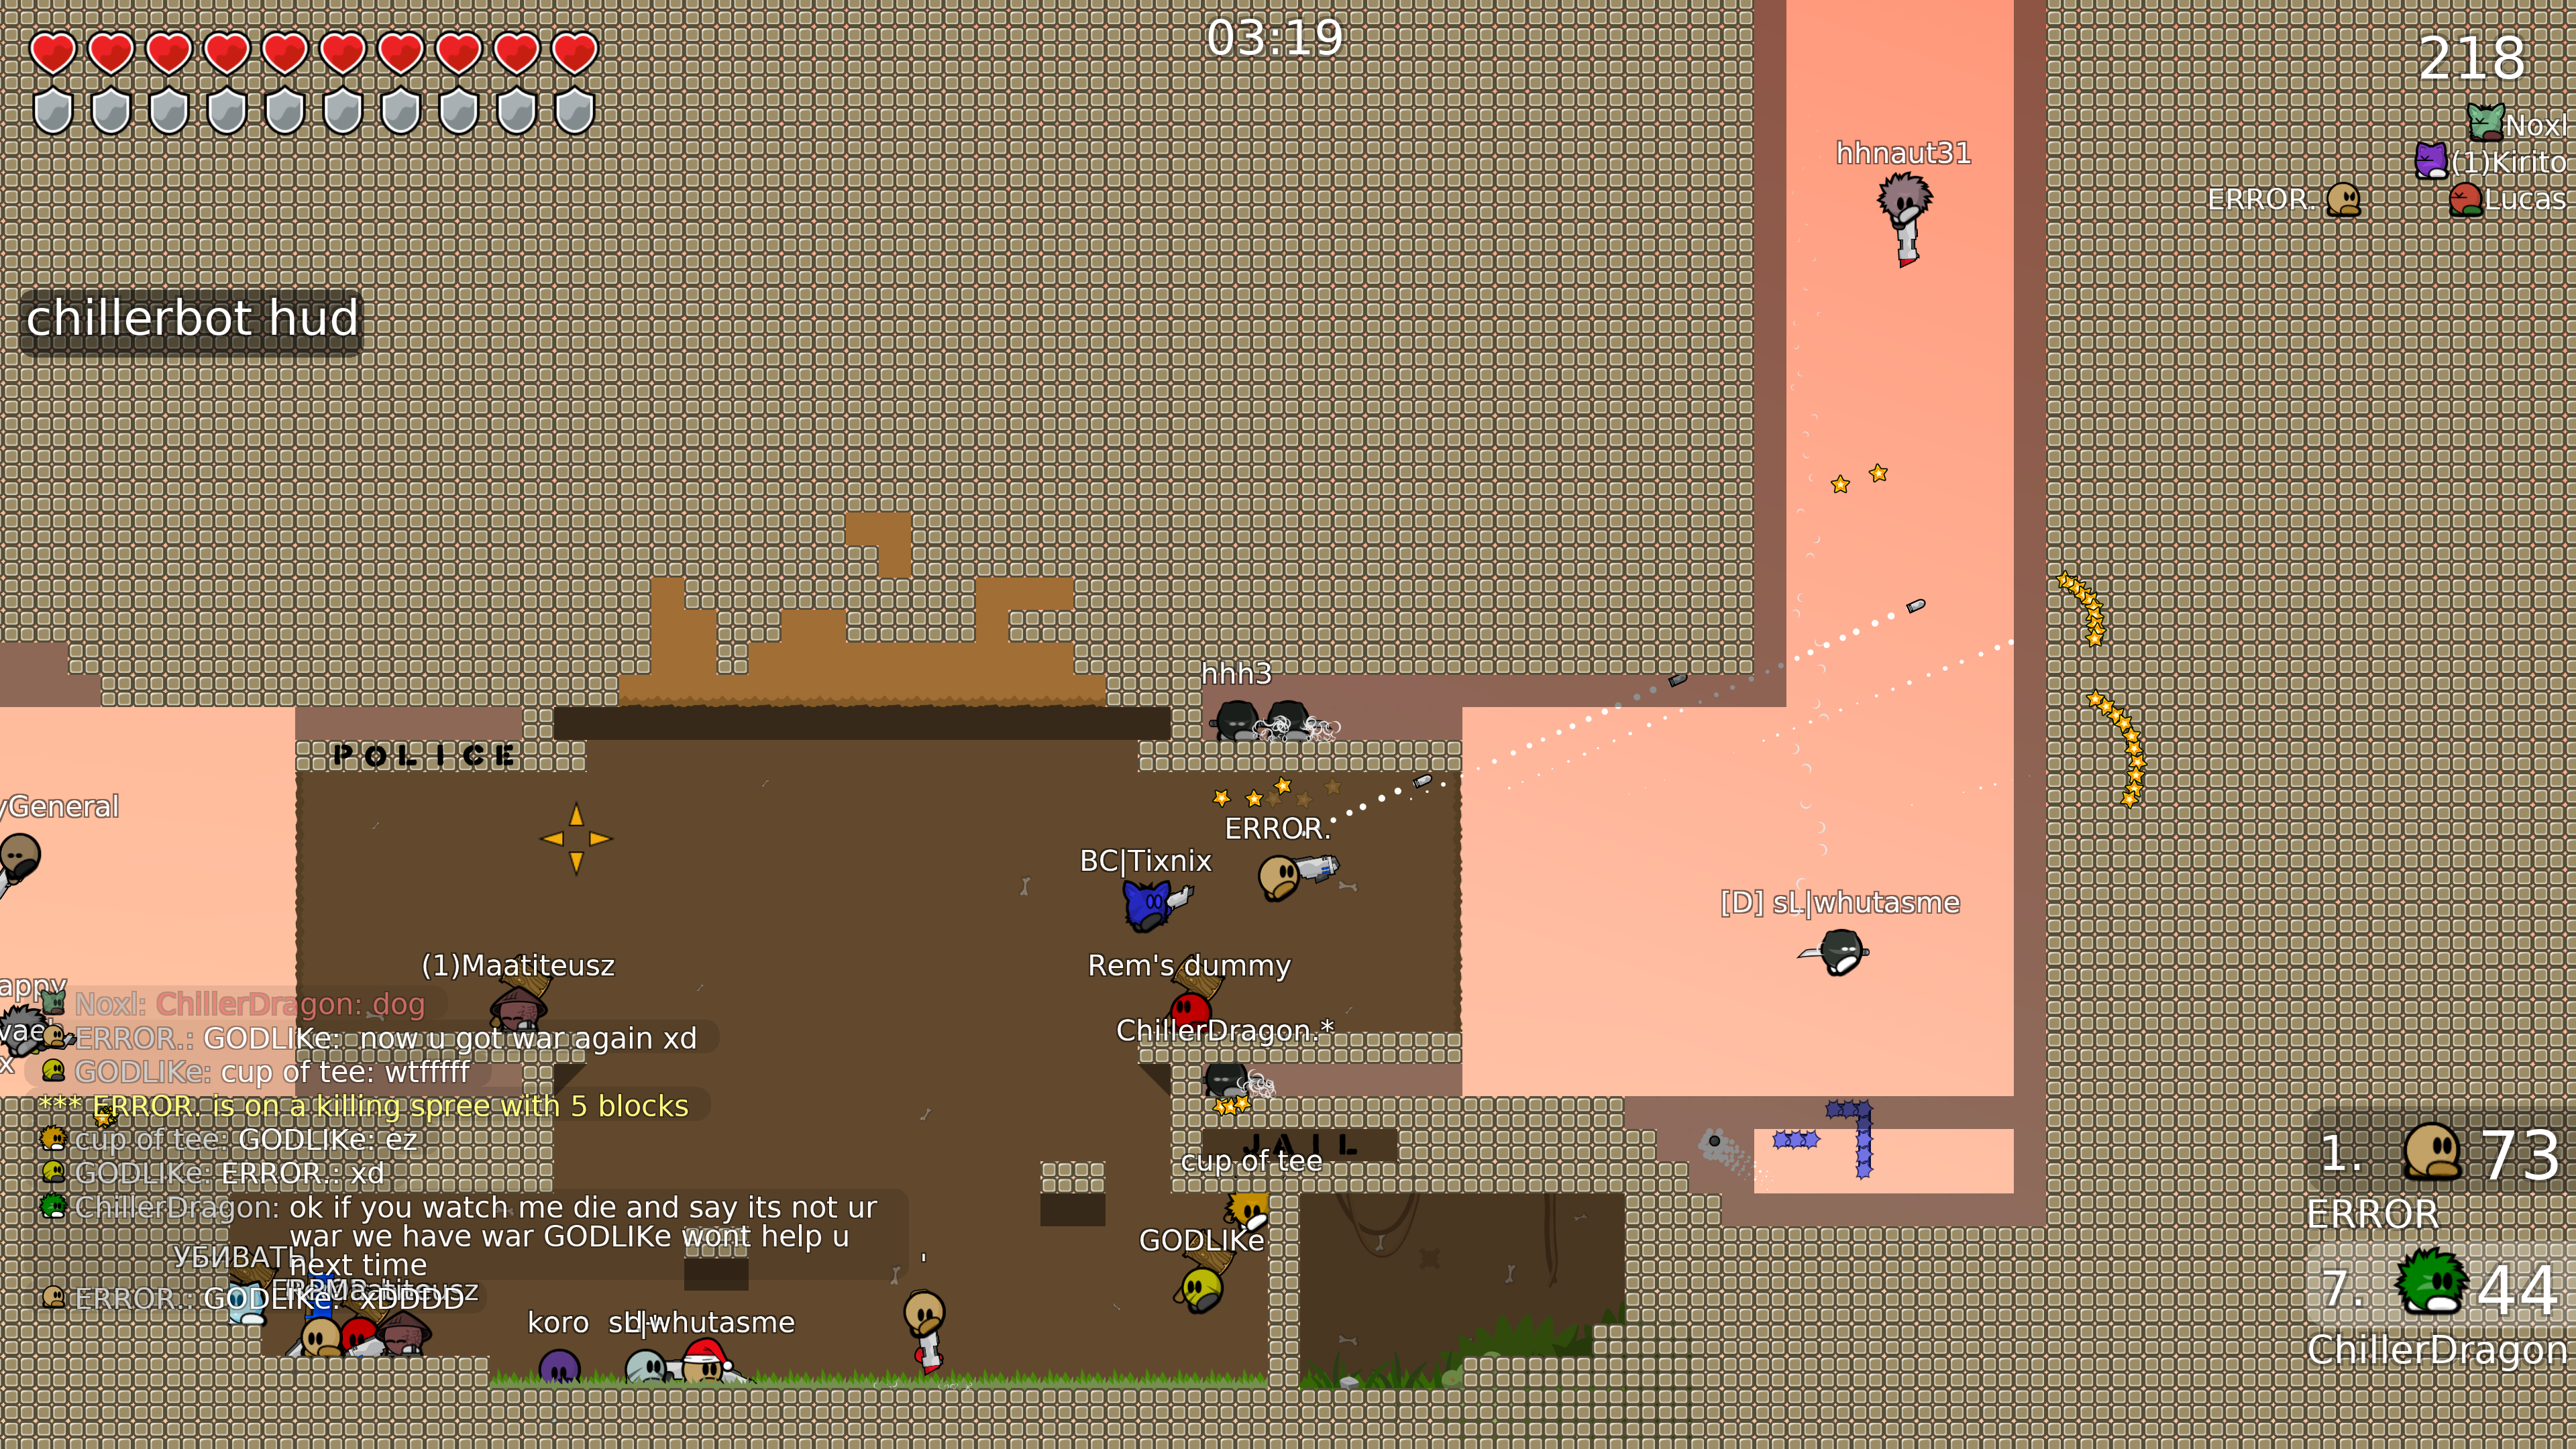 03:19
218
Noxl
(1)Kirito
ERROR. Lucas
hhnaut31
chillerbot hud
hhh3
POLICE
yGeneral
ERROR.
BC|Tixnix
[D] sL|whutasme
(1)Maatiteusz
Rem's dummy
appy
Noxl: ChillerDragon: dog
ChillerDragon.*
ERROR.: GODLIKe: now u got war again xd
GODLIKe: cup of tee: wtfffff
*** ERROR. is on a killing spree with 5 blocks
cup of tee: GODLIKe: ez
GODLIKe: ERROR.: xd
ChillerDragon: ok if you watch me die and say its not ur
war we have war GODLIKe wont help u
next time
ERROR.: GODLIKe: xDDDD
JAIL
cup of tee
GODLIKe
УБИВАТЬ!
'
koro
sL|whutasme
1. 73
ERROR
7. 44
ChillerDragon